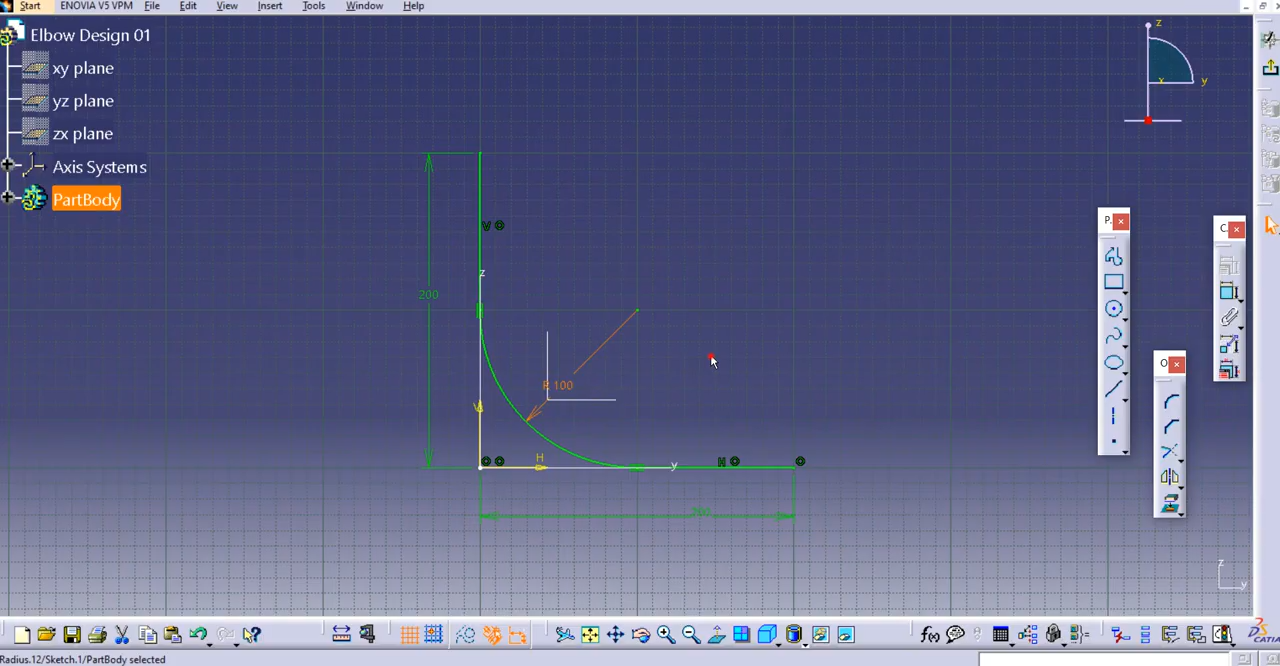 Start ENOVIA V5 VPM File Edit View Insert Tools Window Help
Elbow Design 01
xy plane
yz plane
zx plane
Axis Systems
PartBody
z
x y
P..
C..
O
V
200
z
R 100
V
H
y
H
z
y
f(x)
CATIA
Radius.12/Sketch.1/PartBody selected